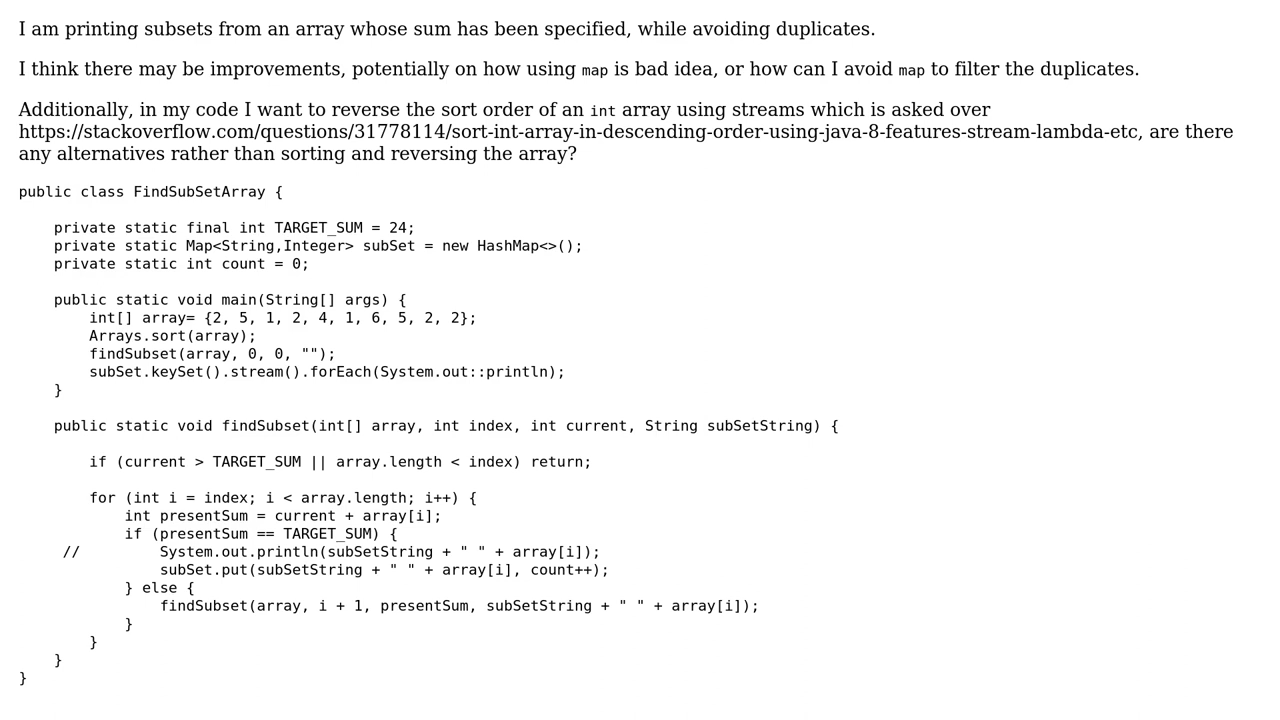 I am printing subsets from an array whose sum has been specified, while avoiding duplicates.
I think there may be improvements, potentially on how using map is bad idea, or how can I avoid map to filter the duplicates.
Additionally, in my code I want to reverse the sort order of an int array using streams which is asked over
https://stackoverflow.com/questions/31778114/sort-int-array-in-descending-order-using-java-8-features-stream-lambda-etc, are there
any alternatives rather than sorting and reversing the array?
public class FindSubSetArray {
    private static final int TARGET_SUM = 24;
    private static Map<String,Integer> subSet = new HashMap<>();
    private static int count = 0;
    public static void main(String[] args) {
        int[] array= {2, 5, 1, 2, 4, 1, 6, 5, 2, 2};
        Arrays.sort(array);
        findSubset(array, 0, 0, "");
        subSet.keySet().stream().forEach(System.out::println);
    }
    public static void findSubset(int[] array, int index, int current, String subSetString) {
        if (current > TARGET_SUM || array.length < index) return;
        for (int i = index; i < array.length; i++) {
            int presentSum = current + array[i];
            if (presentSum == TARGET_SUM) {
     //         System.out.println(subSetString + " " + array[i]);
                subSet.put(subSetString + " " + array[i], count++);
            } else {
                findSubset(array, i + 1, presentSum, subSetString + " " + array[i]);
            }
        }
    }
}